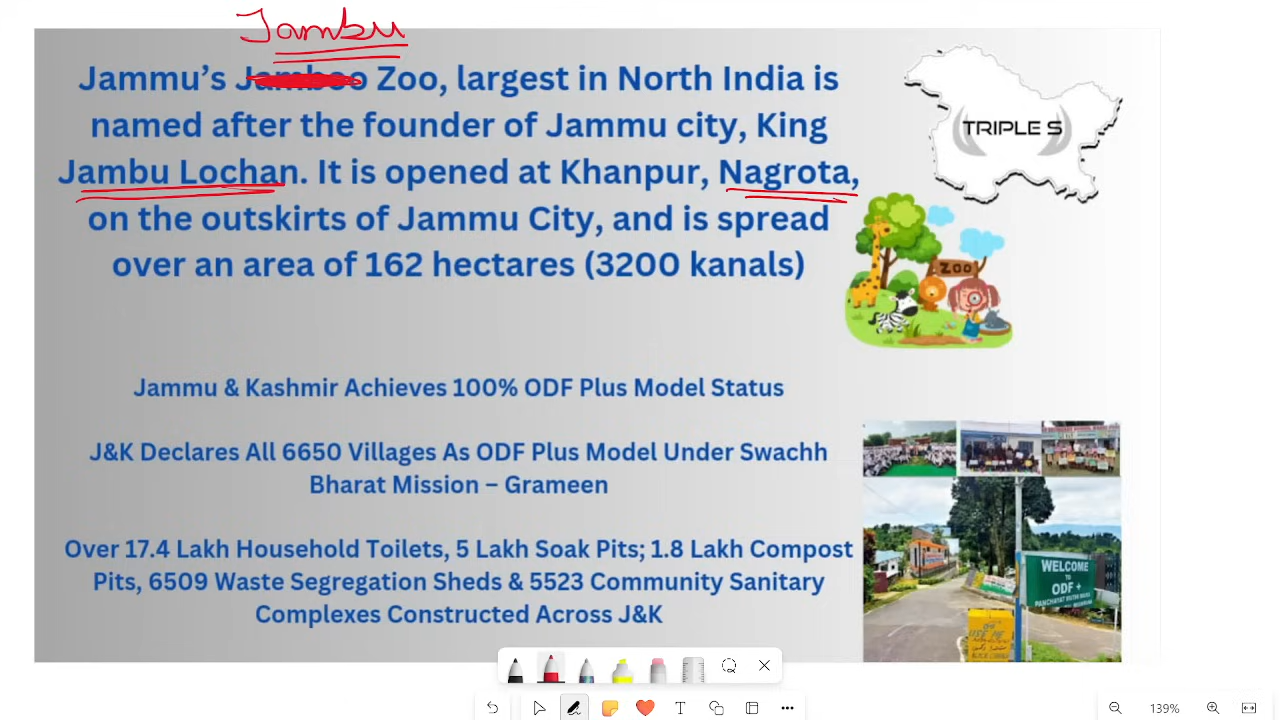 Jambu
Jammu's Jamboo Zoo, largest in North India is
named after the founder of Jammu city, King
Jambu Lochan. It is opened at Khanpur, Nagrota,
on the outskirts of Jammu City, and is spread
over an area of 162 hectares (3200 kanals)
TRIPLE S
ZOO
Jammu & Kashmir Achieves 100% ODF Plus Model Status
J&K Declares All 6650 Villages As ODF Plus Model Under Swachh
Bharat Mission – Grameen
Over 17.4 Lakh Household Toilets, 5 Lakh Soak Pits; 1.8 Lakh Compost
Pits, 6509 Waste Segregation Sheds & 5523 Community Sanitary
Complexes Constructed Across J&K
WELCOME
TO
ODF +
USE ME
139%